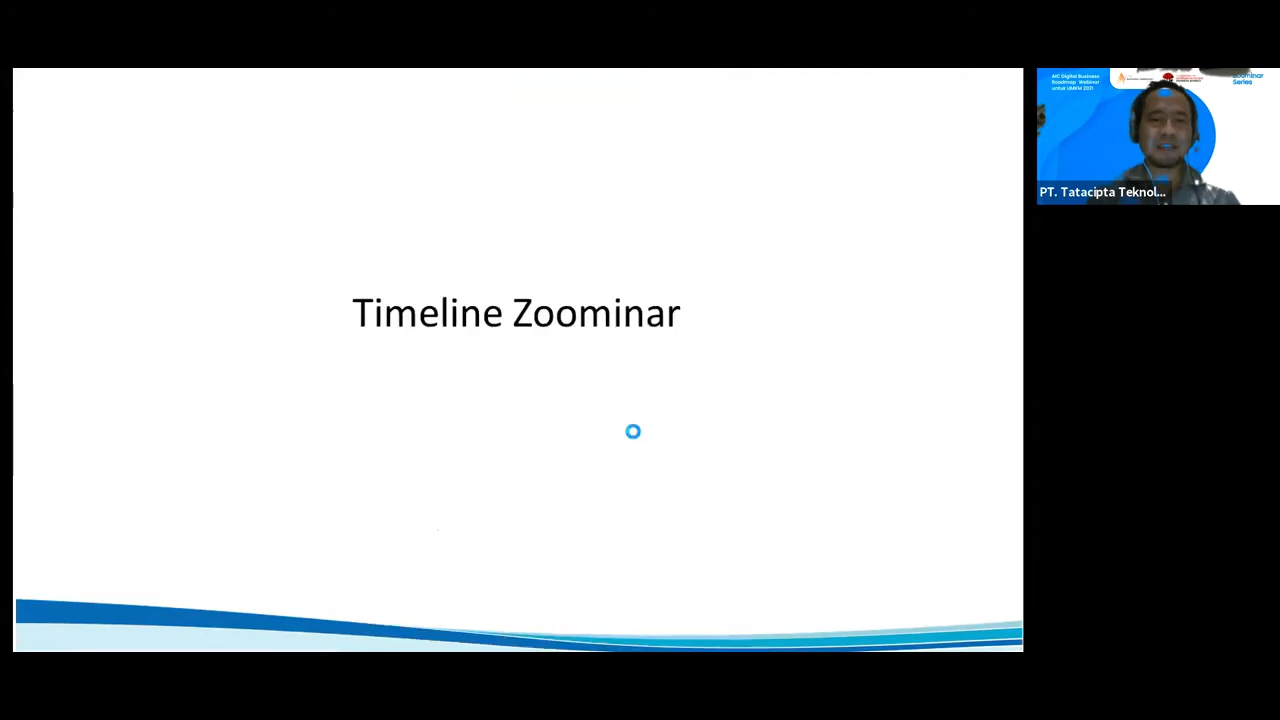 Timeline Zoominar
AIC Digital Business
Roadmap Webinar
untuk UMKM 2021
Zoominar
Series
PT. Tatacipta Teknol...